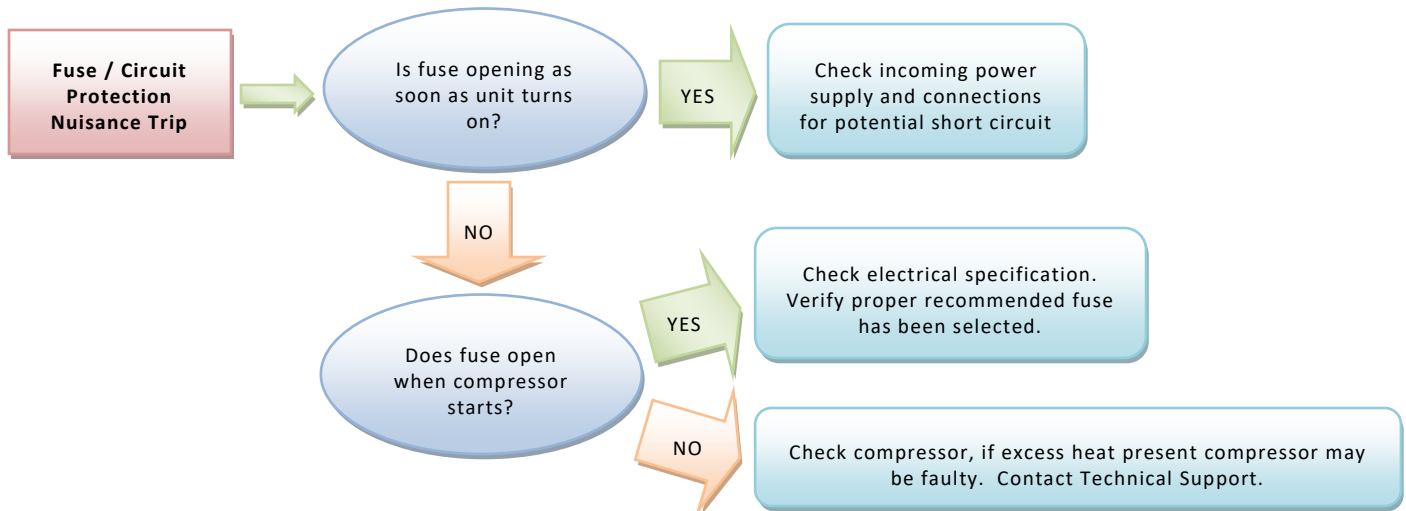 Fuse / Circuit
Protection
Nuisance Trip
Is fuse opening as
soon as unit turns
on?
YES
Check incoming power
supply and connections
for potential short circuit
NO
Does fuse open
when compressor
starts?
YES
Check electrical specification.
Verify proper recommended fuse
has been selected.
NO
Check compressor, if excess heat present compressor may
be faulty. Contact Technical Support.